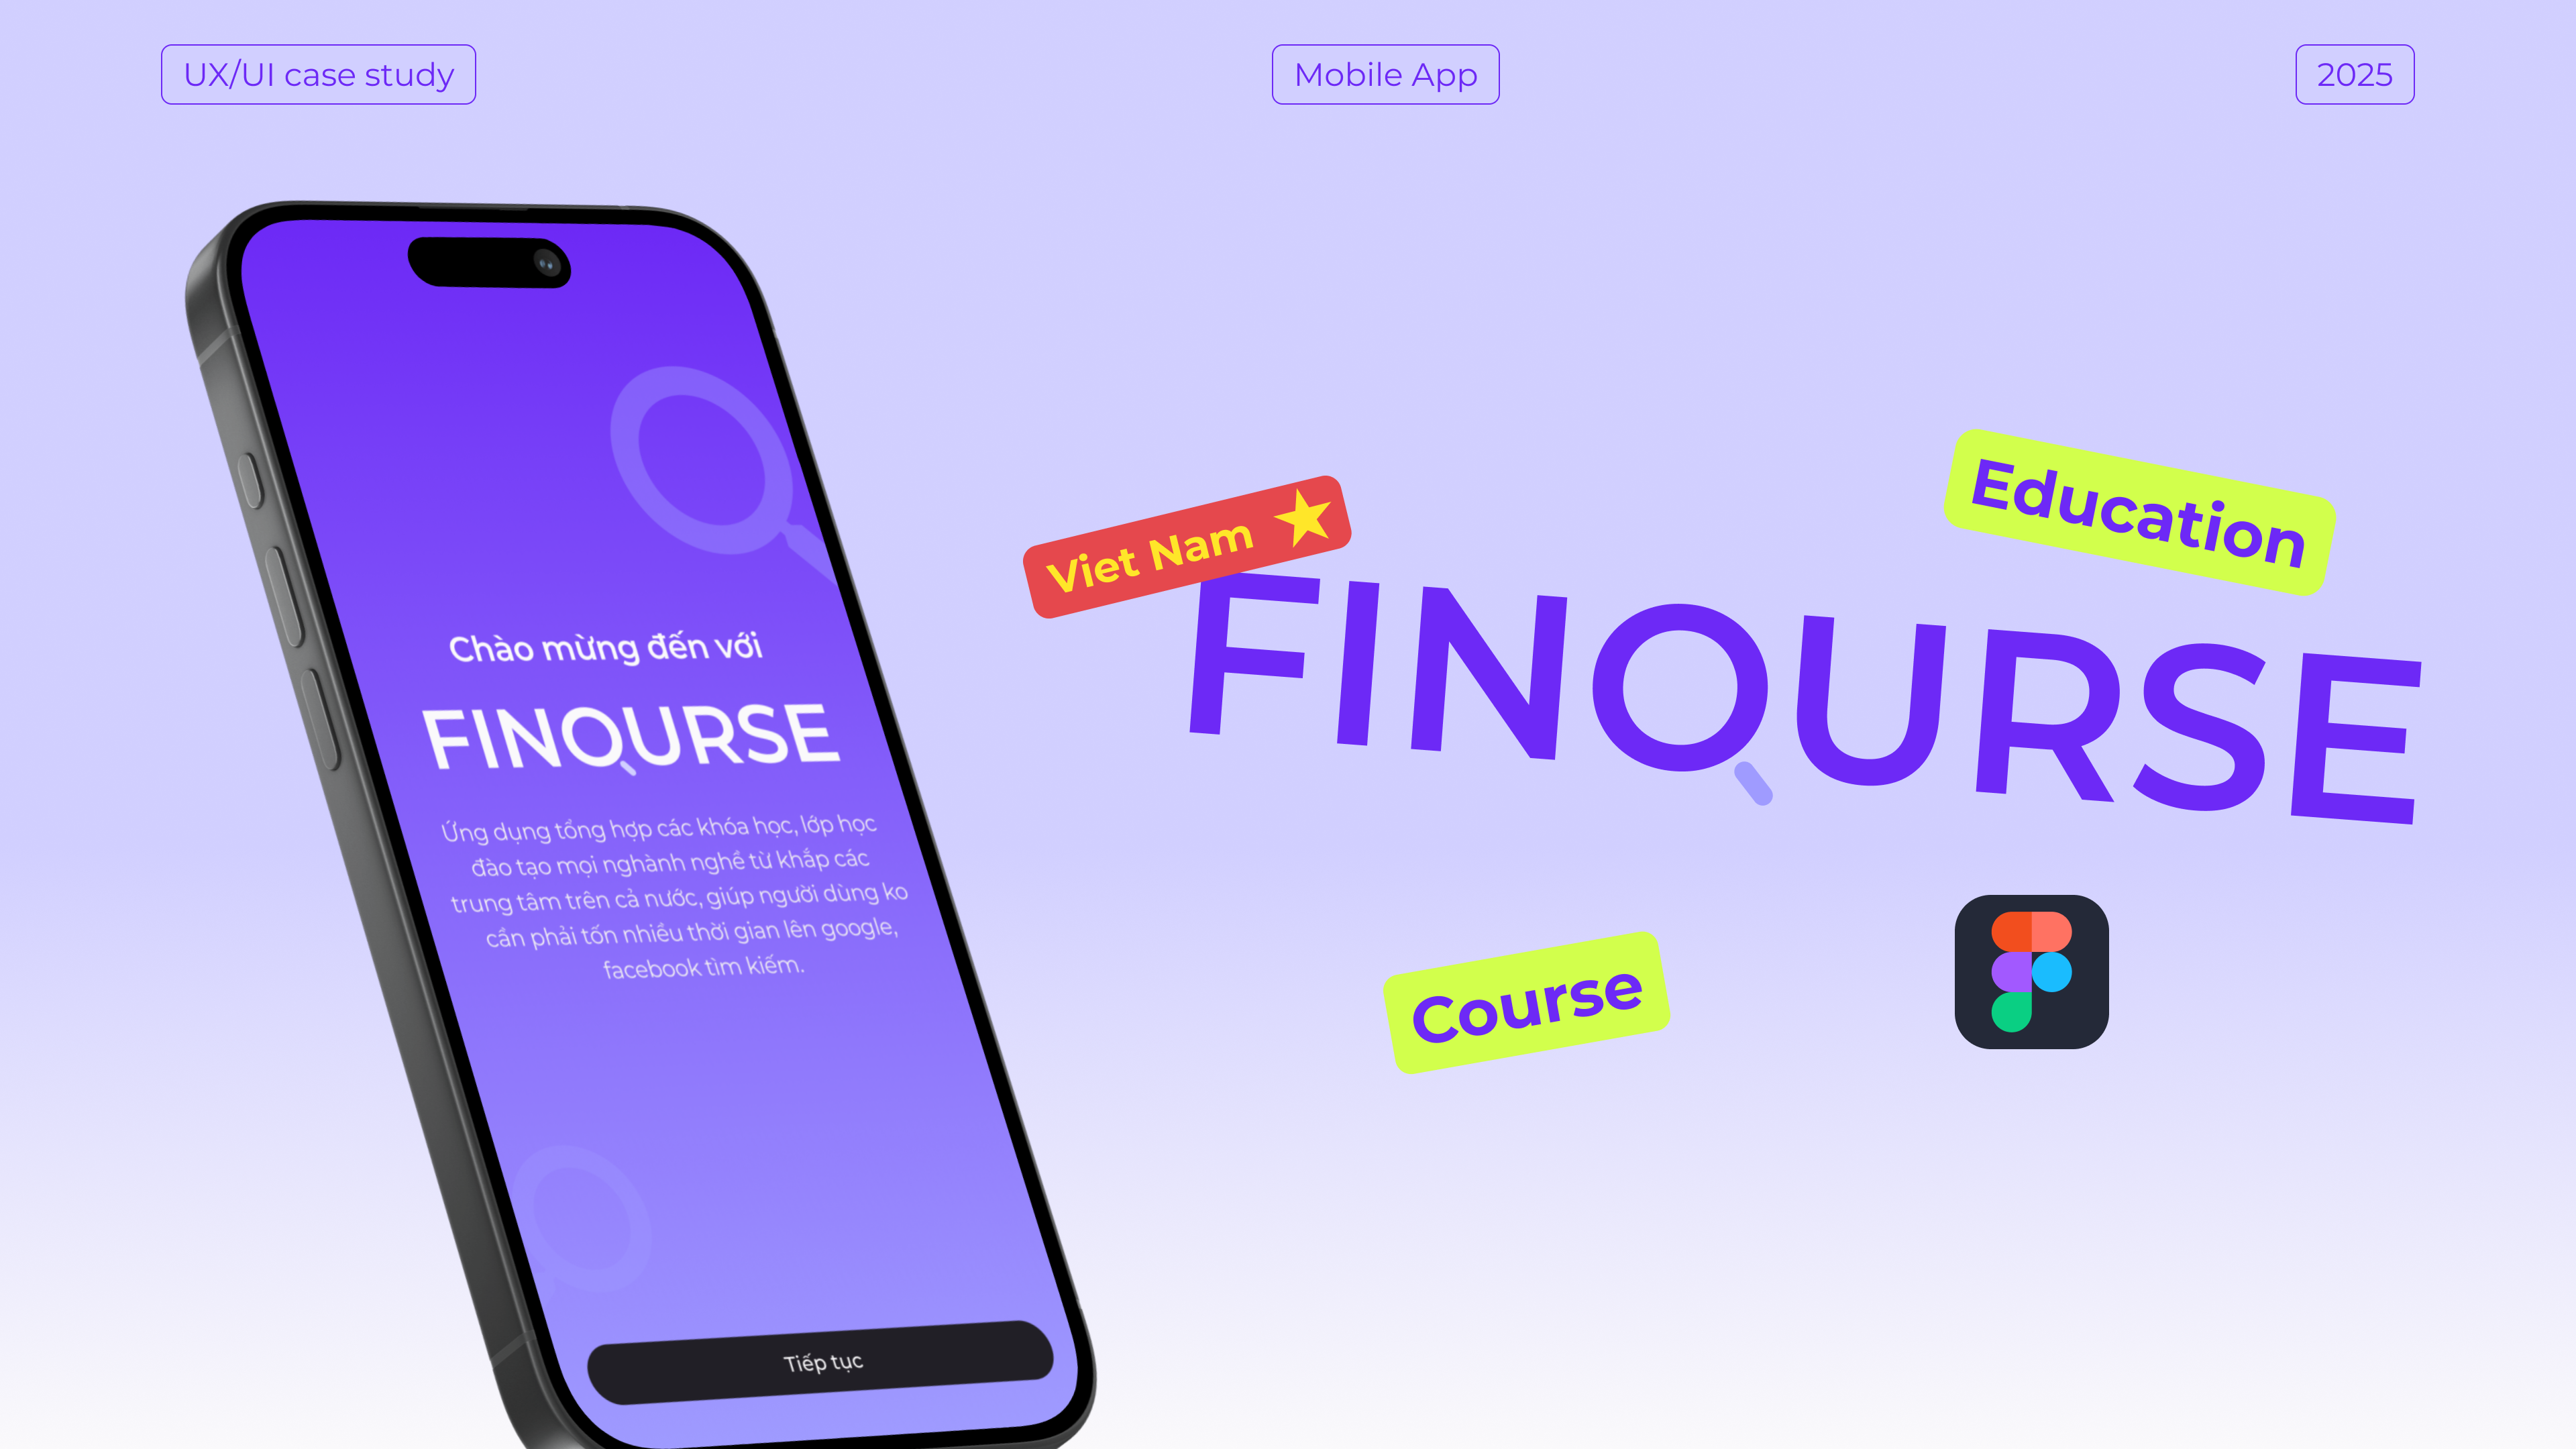 UX/UI case study
Mobile App
2025
Chào mừng đến với
FINQURSE
Ứng dụng tổng hợp các khóa học, lớp học
đào tạo mọi nghành nghề từ khắp các
trung tâm trên cả nước, giúp người dùng ko
cần phải tốn nhiều thời gian lên google,
facebook tìm kiếm.
Tiếp tục
Viet Nam
Education
FINQURSE
Course